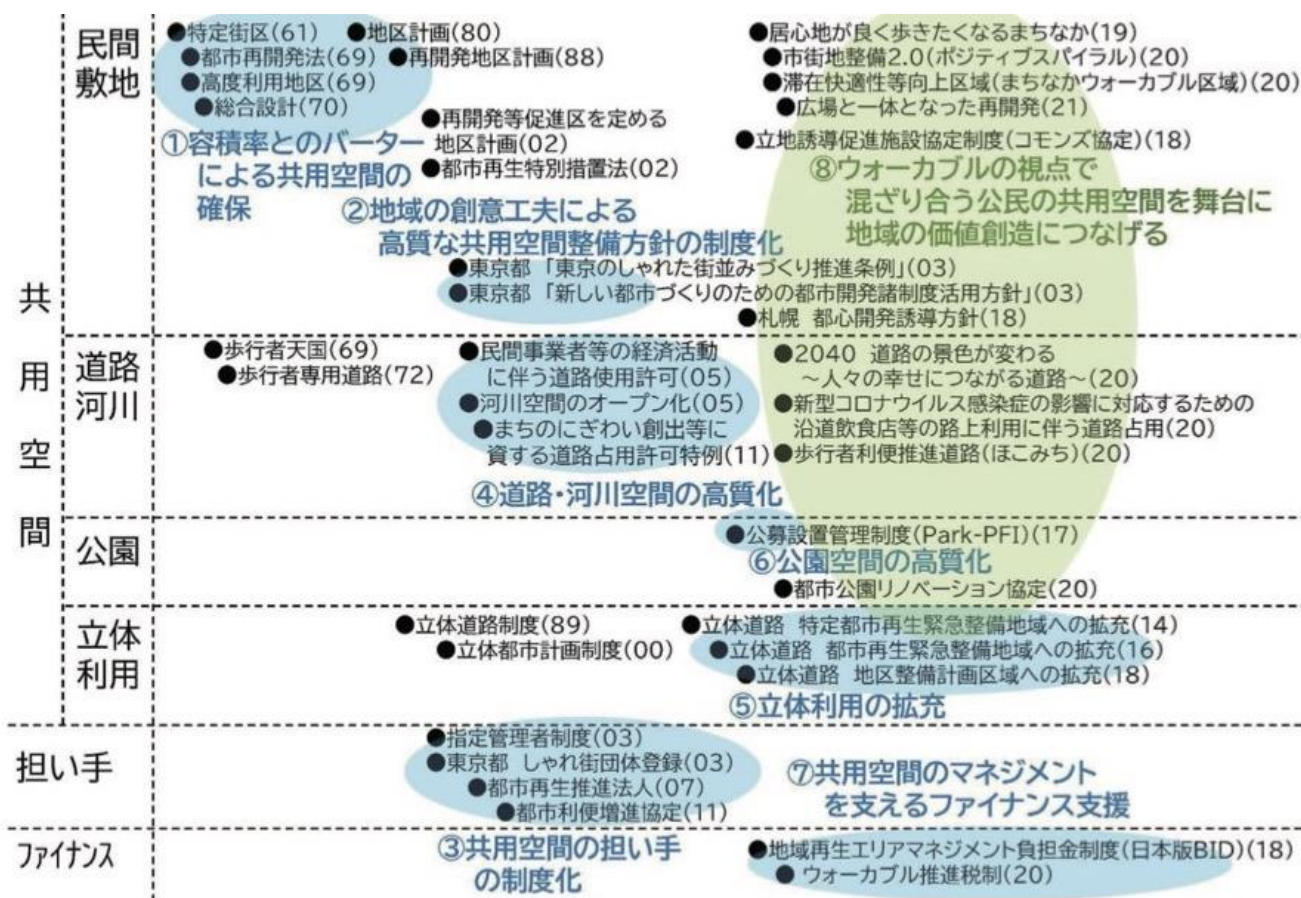 共用空間
民間
敷地
●特定街区(61) ●地区計画(80)
●都市再開発法(69) ●再開発地区計画(88)
●高度利用地区(69)
●総合設計(70)
①容積率とのバーター
による共用空間の
確保
●再開発等促進区を定める
地区計画(02)
●都市再生特別措置法(02)
②地域の創意工夫による
高質な共用空間整備方針の制度化
●東京都 「東京のしゃれた街並みづくり推進条例」(03)
●東京都 「新しい都市づくりのための都市開発諸制度活用方針」(03)
●札幌 都心開発誘導方針(18)
●居心地が良く歩きたくなるまちなか(19)
●市街地整備2.0(ポジティブスパイラル)(20)
●滞在快適性等向上区域(まちなかウォーカブル区域)(20)
●広場と一体となった再開発(21)
●立地誘導促進施設協定制度(コモンズ協定)(18)
⑧ウォーカブルの視点で
混ざり合う公民の共用空間を舞台に
地域の価値創造につなげる
道路
河川
●歩行者天国(69)
●歩行者専用道路(72)
●民間事業者等の経済活動
に伴う道路使用許可(05)
●河川空間のオープン化(05)
●まちのにぎわい創出等に
資する道路占用許可特例(11)
④道路・河川空間の高質化
●2040 道路の景色が変わる
～人々の幸せにつながる道路～(20)
●新型コロナウイルス感染症の影響に対応するための
沿道飲食店等の路上利用に伴う道路占用(20)
●歩行者利便推進道路(ほこみち)(20)
公園
●公募設置管理制度(Park-PFI)(17)
⑥公園空間の高質化
●都市公園リノベーション協定(20)
立体
利用
●立体道路制度(89)
●立体都市計画制度(00)
●立体道路 特定都市再生緊急整備地域への拡充(14)
●立体道路 都市再生緊急整備地域への拡充(16)
●立体道路 地区整備計画区域への拡充(18)
⑤立体利用の拡充
担い手
●指定管理者制度(03)
●東京都 しゃれ街団体登録(03)
●都市再生推進法人(07)
●都市利便増進協定(11)
③共用空間の担い手
の制度化
⑦共用空間のマネジメント
を支えるファイナンス支援
ファイナンス
●地域再生エリアマネジメント負担金制度(日本版BID)(18)
●ウォーカブル推進税制(20)